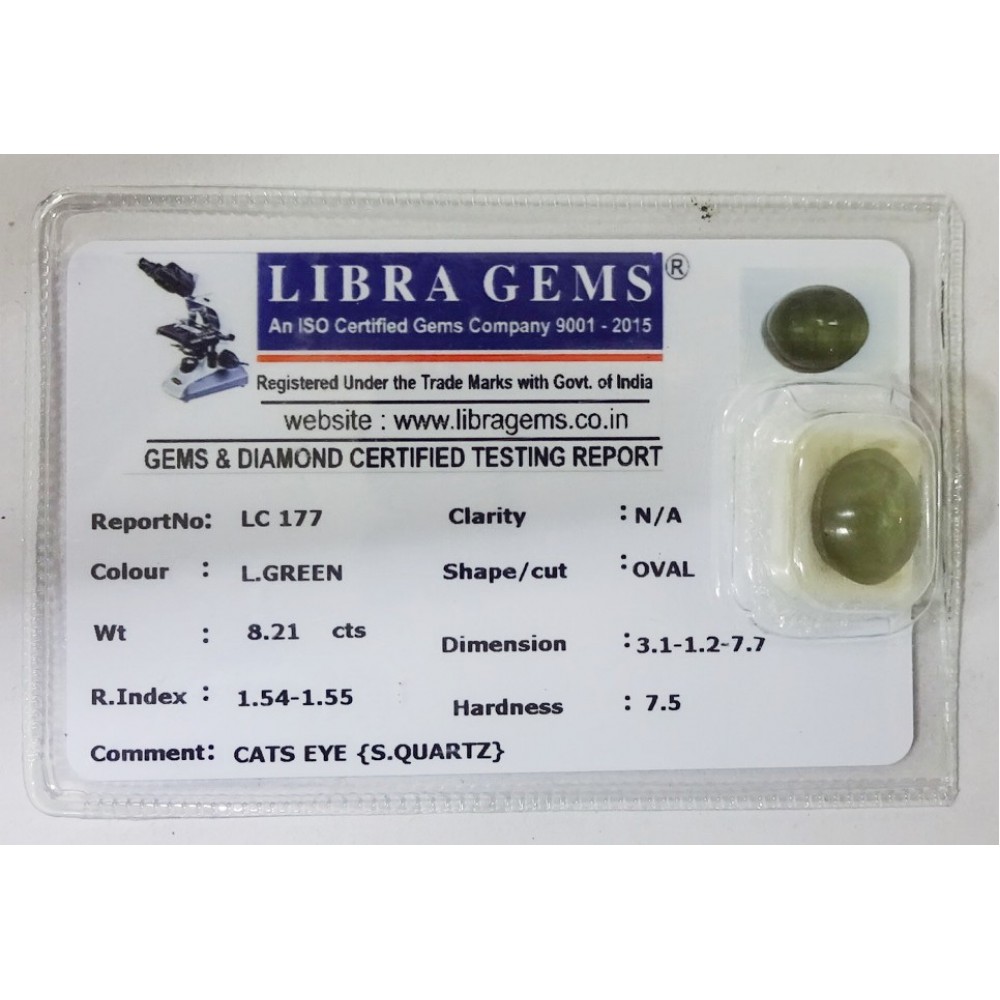 LIBRA GEMS®
An ISO Certified Gems Company 9001 - 2015
Registered Under the Trade Marks with Govt. of India
website : www.libragems.co.in
GEMS & DIAMOND CERTIFIED TESTING REPORT
ReportNo: LC 177 Clarity : N/A
Colour : L.GREEN Shape/cut : OVAL
Wt : 8.21 cts Dimension : 3.1-1.2-7.7
R.Index : 1.54-1.55 Hardness : 7.5
Comment: CATS EYE {S.QUARTZ}